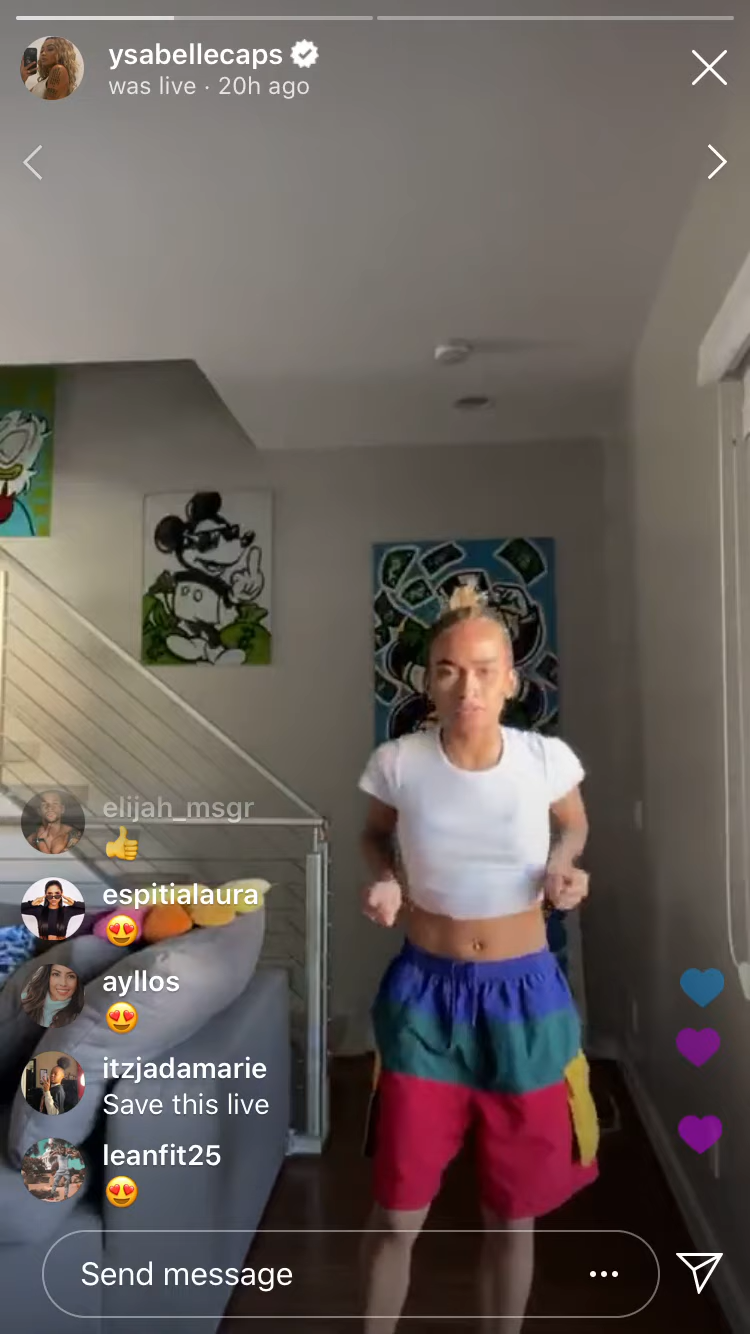 ysabellecaps
was live · 20h ago
elijah_msgr
👍
espitialaura
😍
ayllos
😍
itzjadamarie
Save this live
leanfit25
😍
Send message